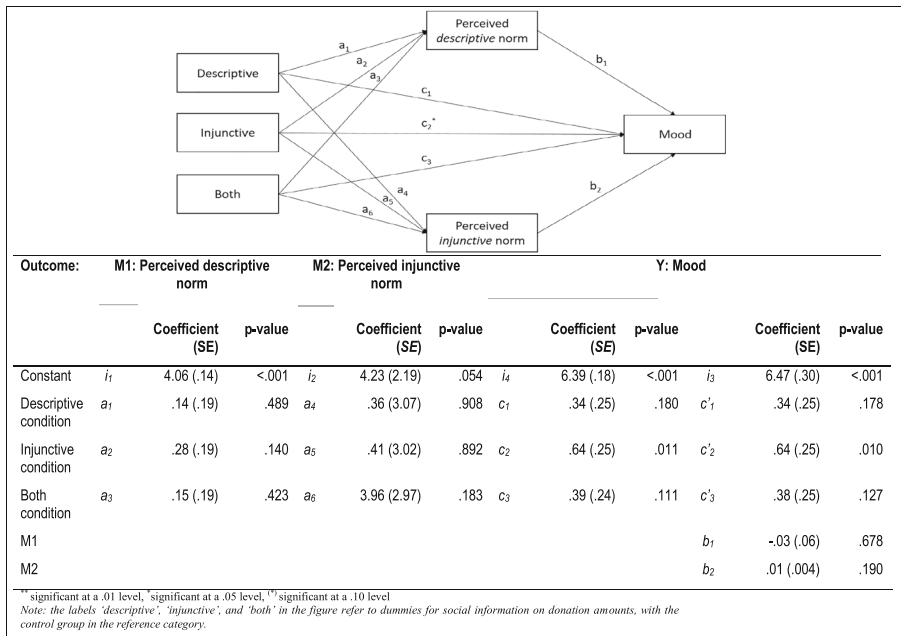 Perceived
descriptive norm
a1
b1
a2
a3
Descriptive
c1
Injunctive
c2*
Mood
c3
Both
a4
b2
a5
a6
Perceived
injunctive norm
Outcome: M1: Perceived descriptive norm M2: Perceived injunctive norm Y: Mood
Coefficient (SE) p-value Coefficient (SE) p-value Coefficient (SE) p-value Coefficient (SE) p-value
Constant i1 4.06 (.14) <.001 i2 4.23 (2.19) .054 i4 6.39 (.18) <.001 i3 6.47 (.30) <.001
Descriptive condition a1 .14 (.19) .489 a4 .36 (3.07) .908 c1 .34 (.25) .180 c'1 .34 (.25) .178
Injunctive condition a2 .28 (.19) .140 a5 .41 (3.02) .892 c2 .64 (.25) .011 c'2 .64 (.25) .010
Both condition a3 .15 (.19) .423 a6 3.96 (2.97) .183 c3 .39 (.24) .111 c'3 .38 (.25) .127
M1 b1 -.03 (.06) .678
M2 b2 .01 (.004) .190
** significant at a .01 level, * significant at a .05 level, (*) significant at a .10 level
Note: the labels 'descriptive', 'injunctive', and 'both' in the figure refer to dummies for social information on donation amounts, with the
control group in the reference category.